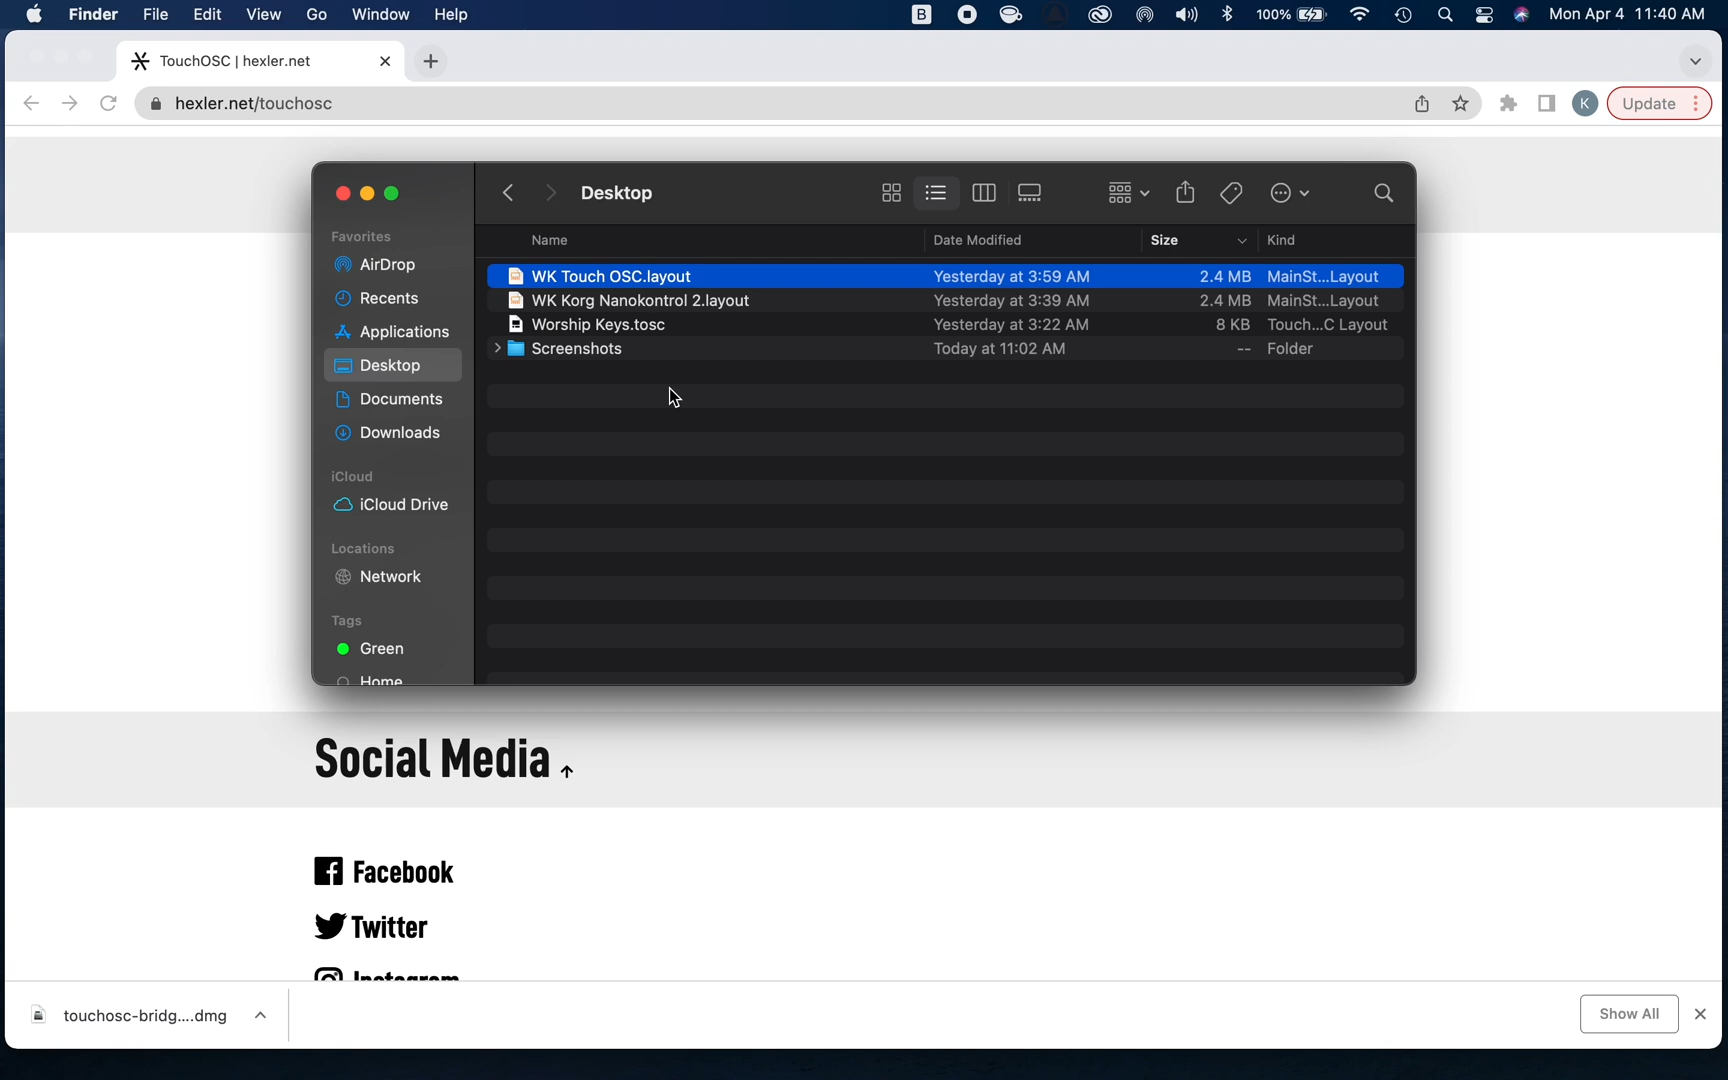 Finder File Edit View Go Window Help B 100% Mon Apr 4 11:40 AM
TouchOSC | hexler.net
hexler.net/touchosc K Update
Desktop
Favorites
AirDrop
Recents
Applications
Desktop
Documents
Downloads
iCloud
iCloud Drive
Locations
Network
Tags
Green
Home
Name Date Modified Size Kind
WK Touch OSC.layout Yesterday at 3:59 AM 2.4 MB MainSt...Layout
WK Korg Nanokontrol 2.layout Yesterday at 3:39 AM 2.4 MB MainSt...Layout
Worship Keys.tosc Yesterday at 3:22 AM 8 KB Touch...C Layout
Screenshots Today at 11:02 AM -- Folder
Social Media
Facebook
Twitter
Instagram
touchosc-bridg....dmg Show All